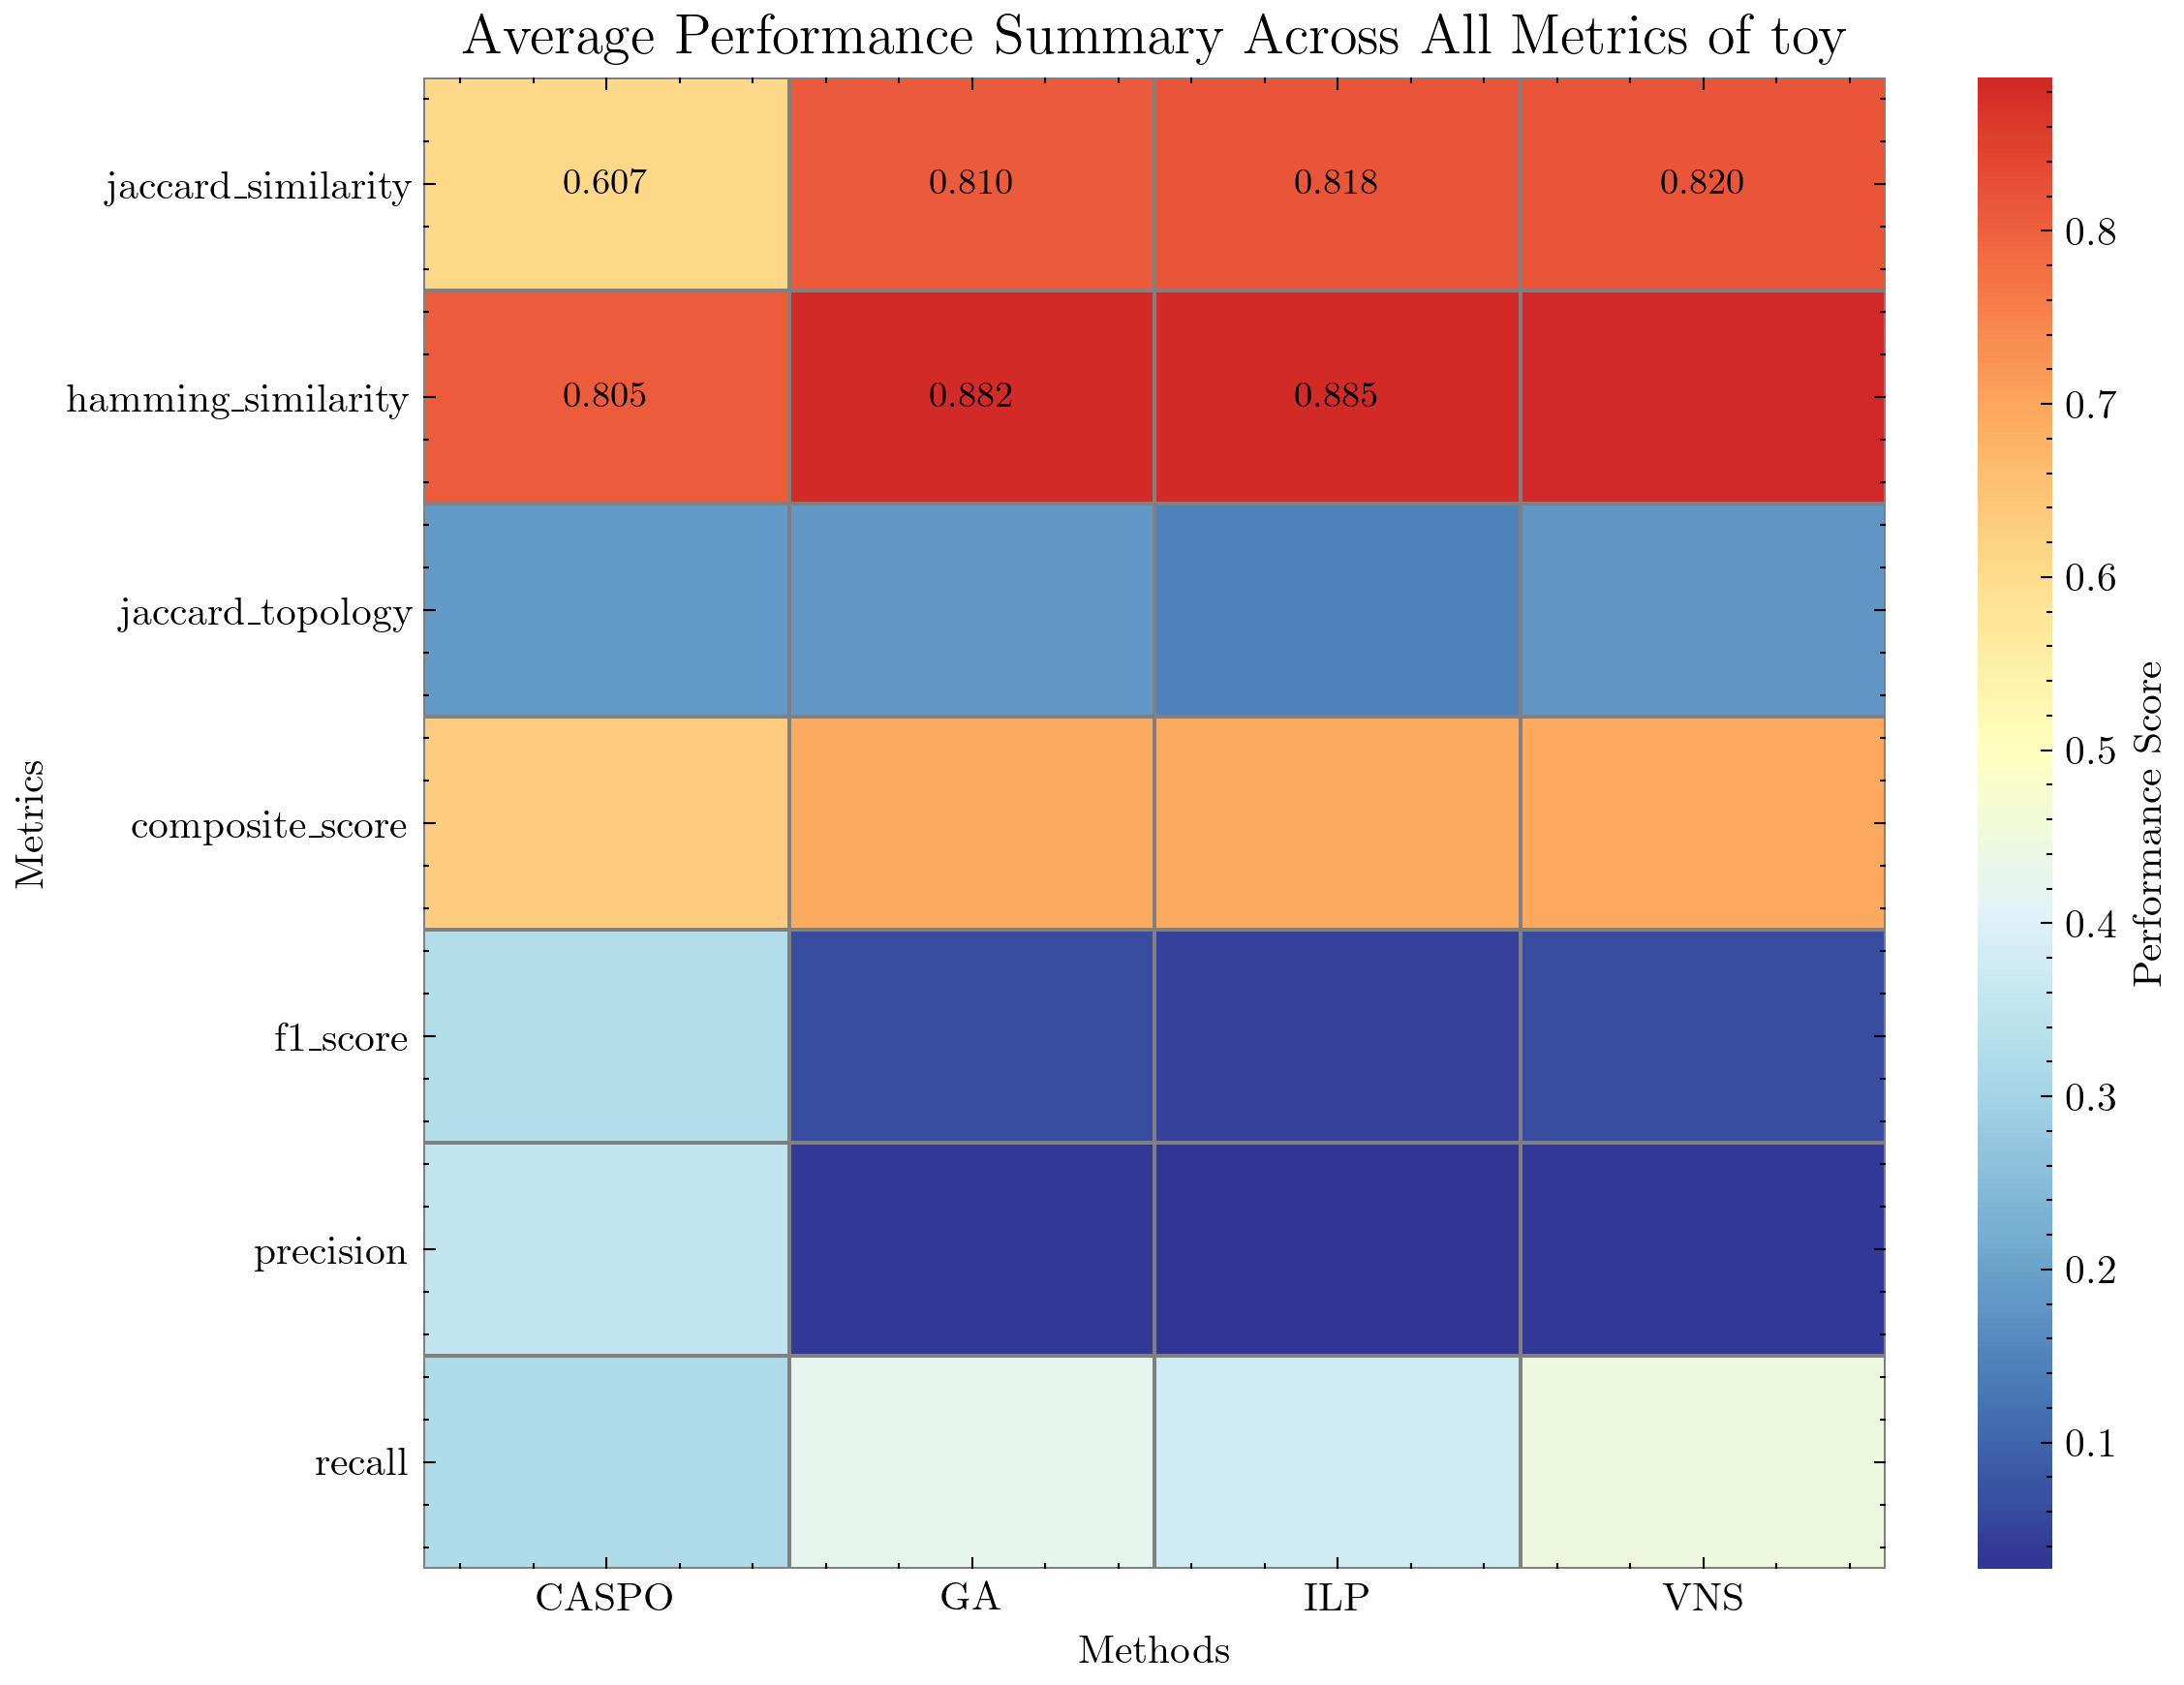 Average Performance Summary Across All Metrics of toy
jaccard_similarity
0.607
0.810
0.818
0.820
hamming_similarity
0.805
0.882
0.885
jaccard_topology
composite_score
f1_score
precision
recall
Metrics
CASPO
GA
ILP
VNS
Methods
0.8
0.7
0.6
0.5
0.4
0.3
0.2
0.1
Performance Score